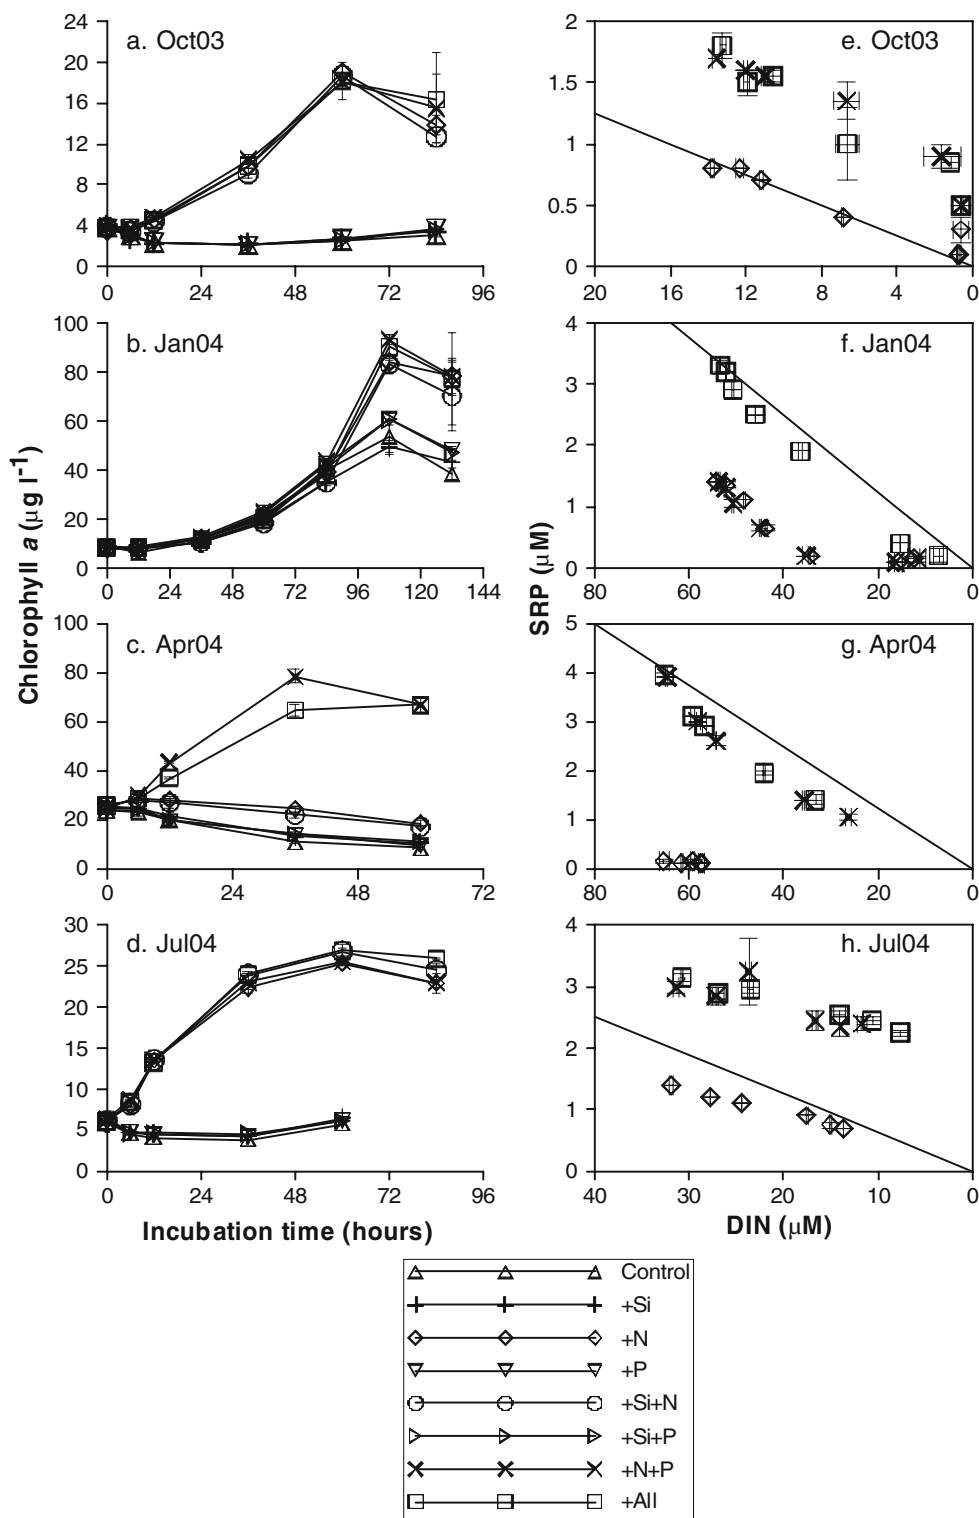 a. Oct03
24
20
16
12
8
4
0
0 24 48 72 96
e. Oct03
2
1.5
1
0.5
0
20 16 12 8 4 0
b. Jan04
100
80
60
40
20
0
0 24 48 72 96 120 144
f. Jan04
4
3
2
1
0
80 60 40 20 0
Chlorophyll a (µg l-1)
SRP (µM)
c. Apr04
100
80
60
40
20
0
0 24 48 72
g. Apr04
5
4
3
2
1
0
80 60 40 20 0
d. Jul04
30
25
20
15
10
5
0
0 24 48 72 96
h. Jul04
4
3
2
1
0
40 30 20 10 0
Incubation time (hours)
DIN (µM)
Control
+Si
+N
+P
+Si+N
+Si+P
+N+P
+All